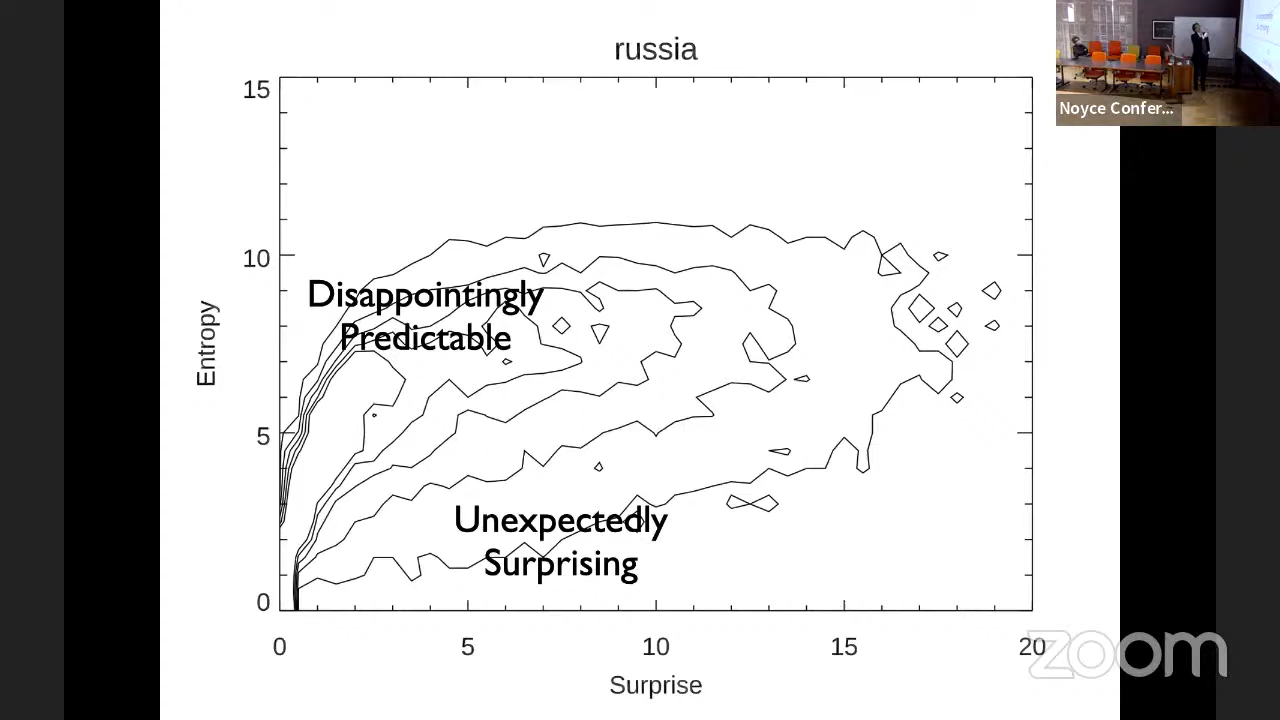 russia
Noyce Confer...
15
10
5
0
Entropy
Disappointingly
Predictable
Unexpectedly
Surprising
0 5 10 15 20
Surprise
zoom